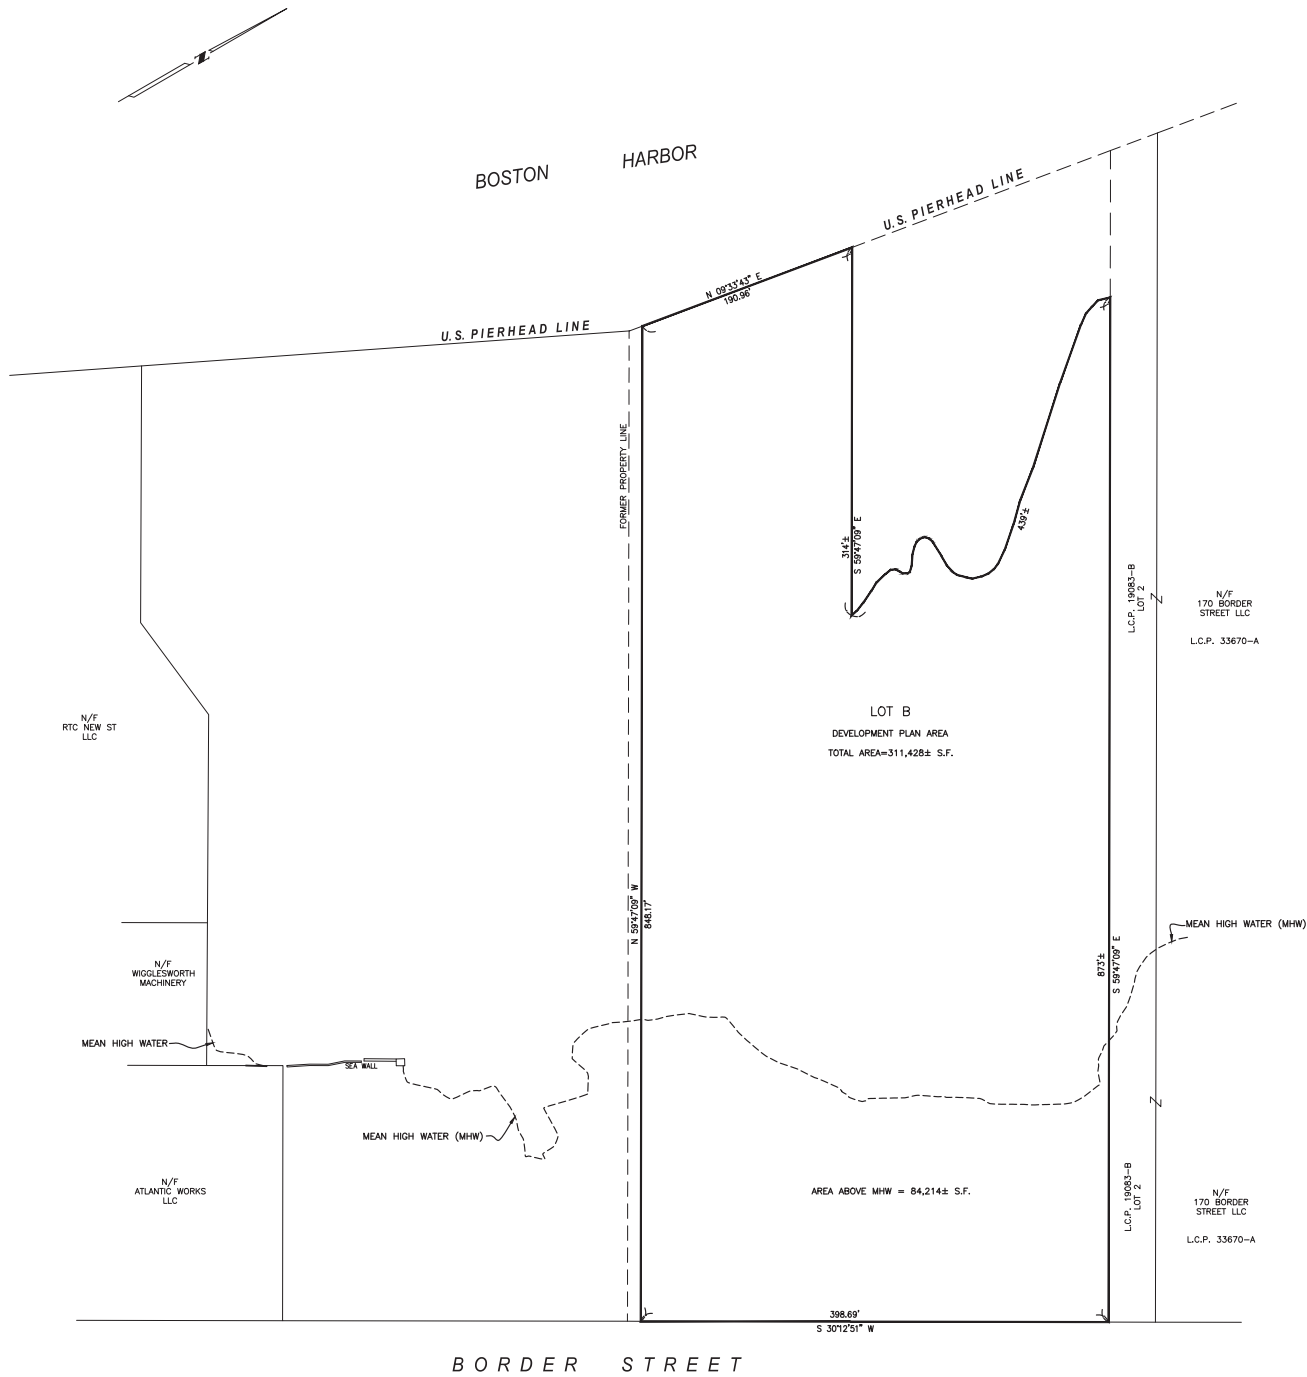 N
BOSTON HARBOR
U.S. PIERHEAD LINE
N 09°33'43" E
190.96'
U.S. PIERHEAD LINE
FORMER PROPERTY LINE
314'±
S 59°47'09" E
439'±
L.C.P. 19083-B
LOT 2
N/F
170 BORDER
STREET LLC
L.C.P. 33670-A
N/F
RTC NEW ST
LLC
LOT B
DEVELOPMENT PLAN AREA
TOTAL AREA=311,428± S.F.
N 59°47'09" W
848.17'
873'±
S 59°47'09" E
MEAN HIGH WATER (MHW)
N/F
WIGGLESWORTH
MACHINERY
MEAN HIGH WATER
SEA WALL
MEAN HIGH WATER (MHW)
N/F
ATLANTIC WORKS
LLC
AREA ABOVE MHW = 84,214± S.F.
L.C.P. 19083-B
LOT 2
N/F
170 BORDER
STREET LLC
L.C.P. 33670-A
398.69'
S 30°12'51" W
BORDER STREET